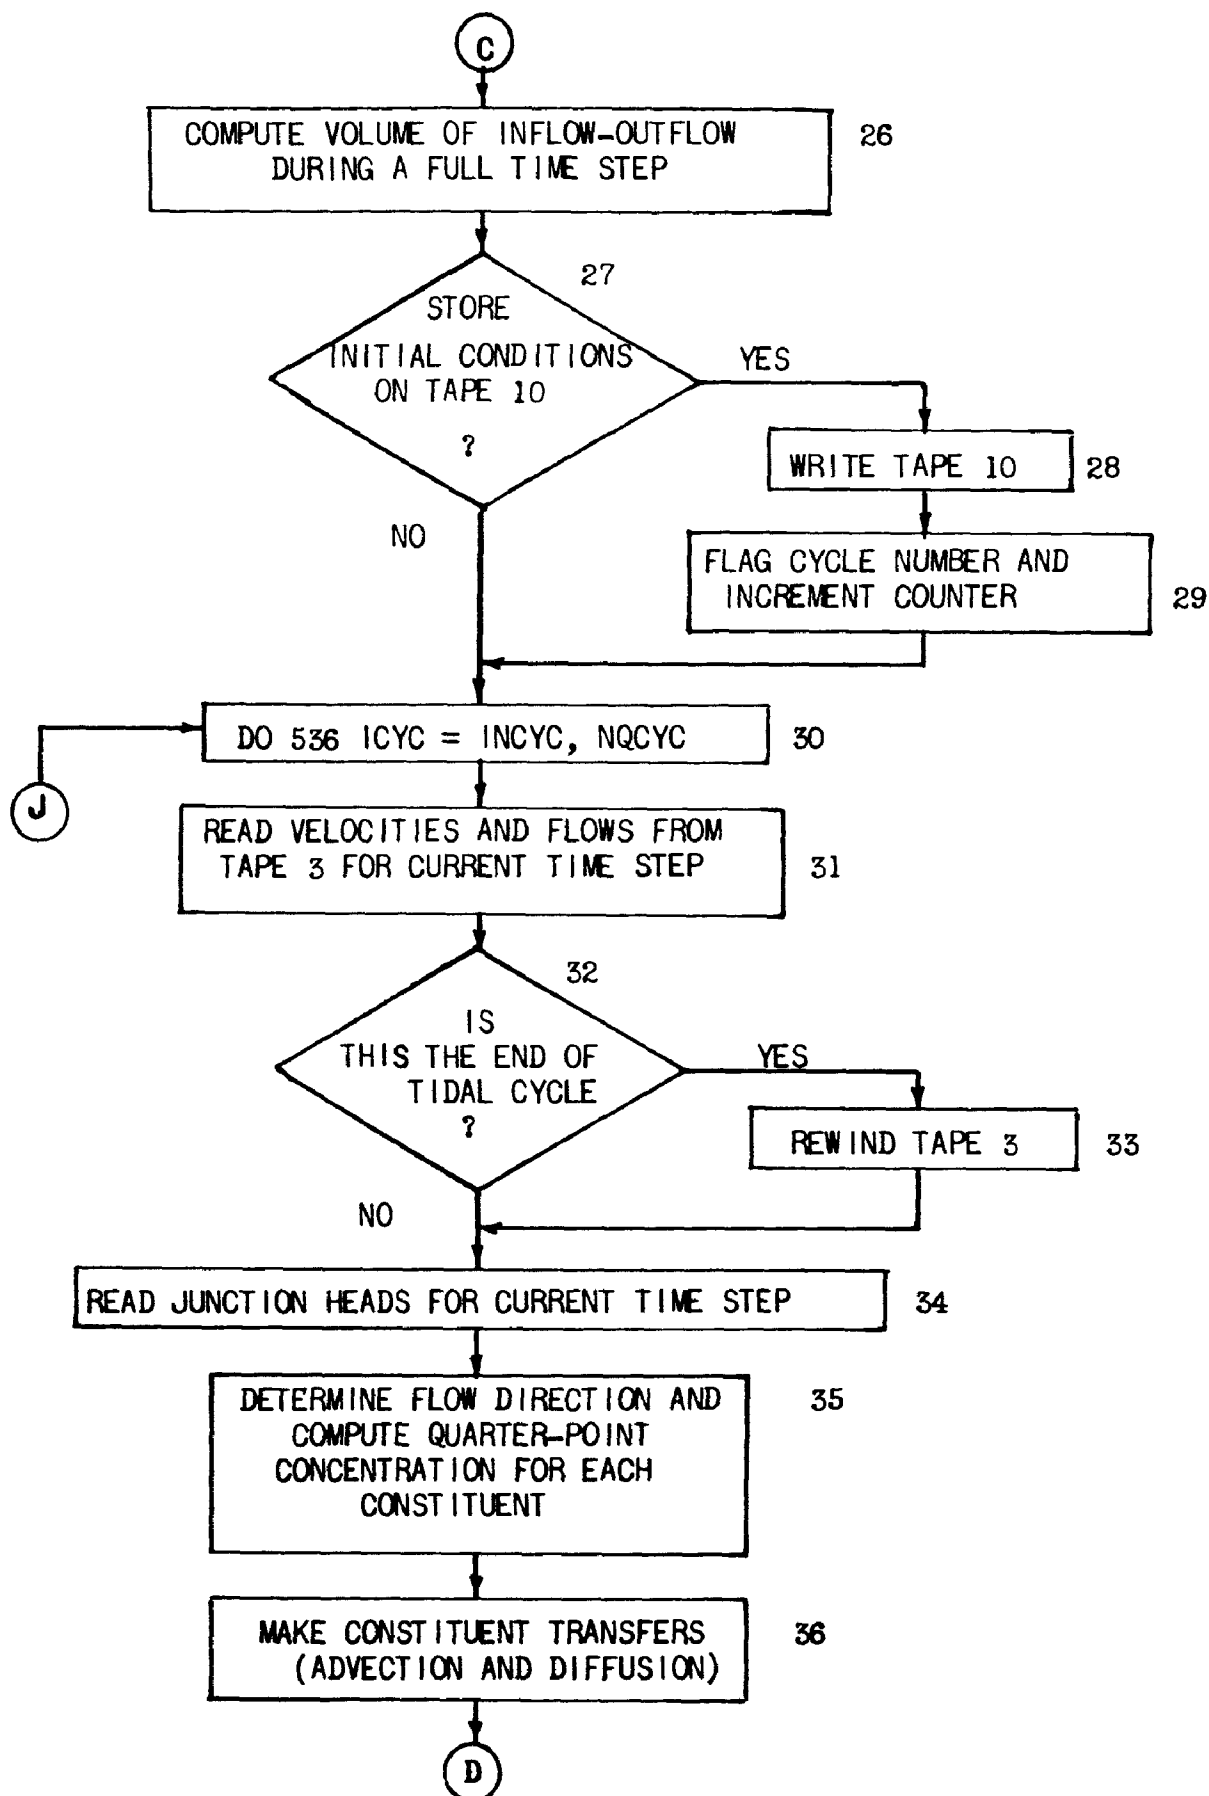 C
COMPUTE VOLUME OF INFLOW-OUTFLOW
DURING A FULL TIME STEP
26
27
STORE
INITIAL CONDITIONS
ON TAPE 10
?
YES
WRITE TAPE 10
28
NO
FLAG CYCLE NUMBER AND
INCREMENT COUNTER
29
DO 536 ICYC = INCYC, NQCYC
30
J
READ VELOCITIES AND FLOWS FROM
TAPE 3 FOR CURRENT TIME STEP
31
32
IS
THIS THE END OF
TIDAL CYCLE
?
YES
REWIND TAPE 3
33
NO
READ JUNCTION HEADS FOR CURRENT TIME STEP
34
DETERMINE FLOW DIRECTION AND
COMPUTE QUARTER-POINT
CONCENTRATION FOR EACH
CONSTITUENT
35
MAKE CONSTITUENT TRANSFERS
(ADVECTION AND DIFFUSION)
36
D